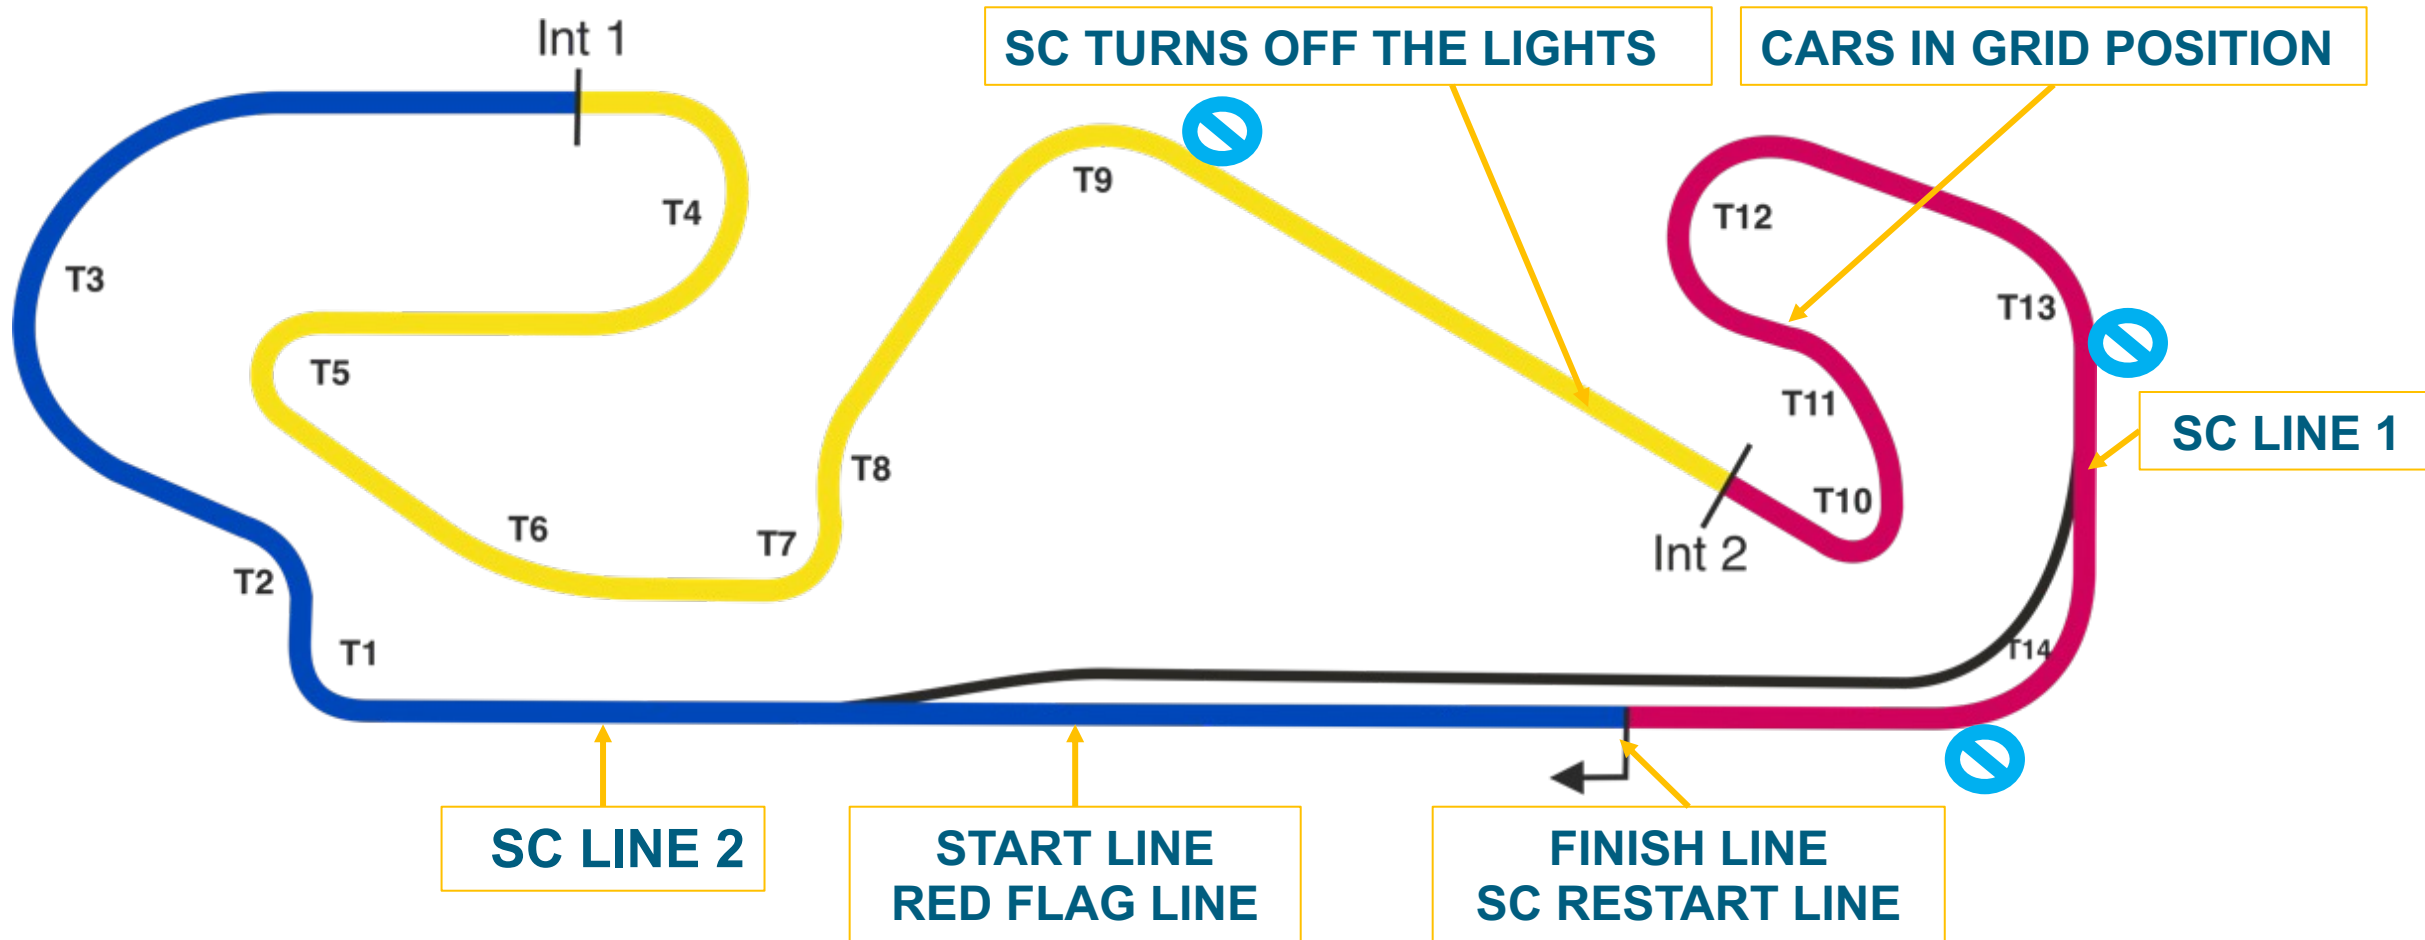 Int 1
SC TURNS OFF THE LIGHTS
CARS IN GRID POSITION
T9
T4
T12
T3
T13
T5
T11
SC LINE 1
T8
T10
T6
T7
Int 2
T2
T1
T14
SC LINE 2
START LINE
RED FLAG LINE
FINISH LINE
SC RESTART LINE